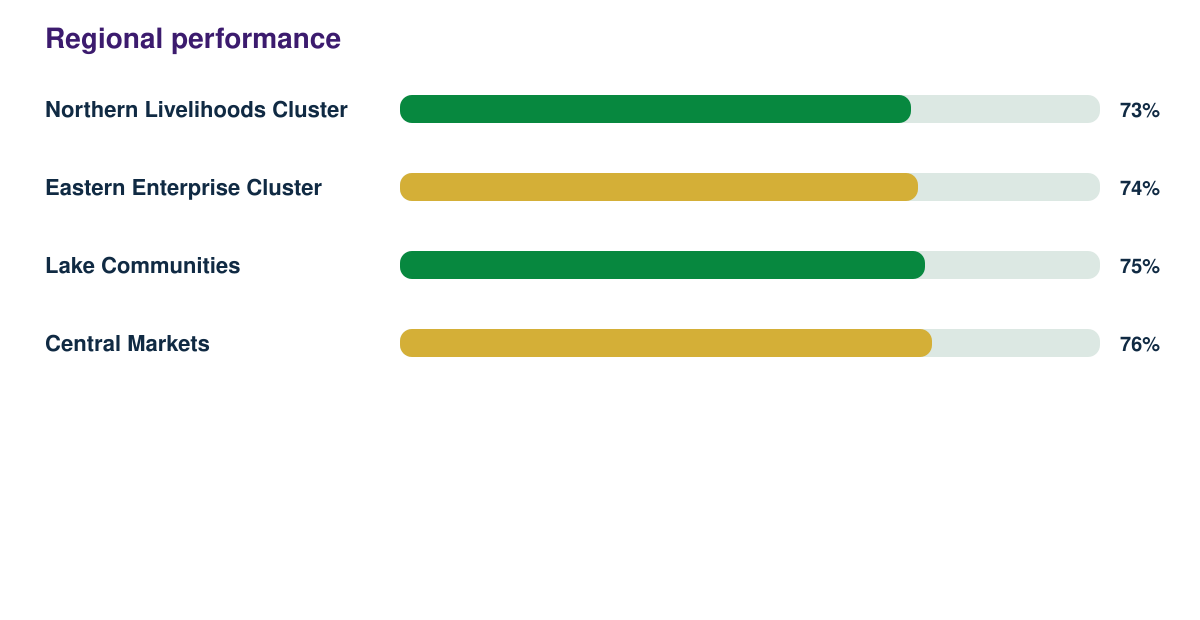 Regional performance
Northern Livelihoods Cluster 73%
Eastern Enterprise Cluster 74%
Lake Communities 75%
Central Markets 76%